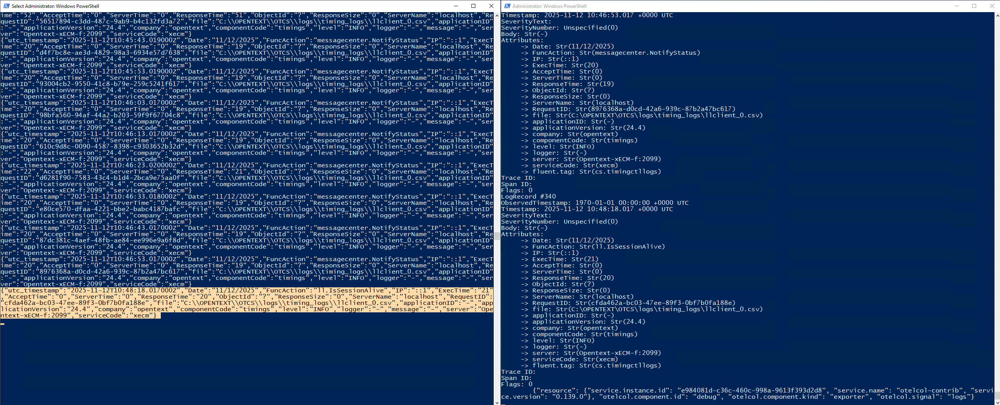 Select Administrator: Windows PowerShell
ime":"52","AcceptTime":"0","ServerTime":"0","ResponseTime":"51","ObjectId":"?","ResponseSize":"0","ServerName":"localhost","Re
questID":"56517894-c3dd-487c-9ab9-b4c132fd3a72","file":"C:\\OPENTEXT\\OTCS\\logs\\timing_logs\\llclient_0.csv","applicationID"
:"-","applicationVersion":"24.4","company":"opentext","componentCode":"timings","level":"INFO","logger":"-","message":"-","ser
ver":"Opentext-xECM-f:2099","serviceCode":"xecm"}
{"utc_timestamp":"2025-11-12T10:45:43.019000Z","Date":"11/12/2025","FuncAction":"messagecenter.NotifyStatus","IP":"::1","ExecT
ime":"20","AcceptTime":"0","ServerTime":"0","ResponseTime":"19","ObjectId":"?","ResponseSize":"0","ServerName":"localhost","Re
questID":"d4f7bc8e-ae3d-4829-98a3-6934e57d7638","file":"C:\\OPENTEXT\\OTCS\\logs\\timing_logs\\llclient_0.csv","applicationID"
:"-","applicationVersion":"24.4","company":"opentext","componentCode":"timings","level":"INFO","logger":"-","message":"-","ser
ver":"Opentext-xECM-f:2099","serviceCode":"xecm"}
{"utc_timestamp":"2025-11-12T10:45:53.019000Z","Date":"11/12/2025","FuncAction":"messagecenter.NotifyStatus","IP":"::1","ExecT
ime":"20","AcceptTime":"0","ServerTime":"0","ResponseTime":"19","ObjectId":"?","ResponseSize":"0","ServerName":"localhost","Re
questID":"93004cb2-9550-41c8-b79e-259c5241f617","file":"C:\\OPENTEXT\\OTCS\\logs\\timing_logs\\llclient_0.csv","applicationID"
:"-","applicationVersion":"24.4","company":"opentext","componentCode":"timings","level":"INFO","logger":"-","message":"-","ser
ver":"Opentext-xECM-f:2099","serviceCode":"xecm"}
{"utc_timestamp":"2025-11-12T10:46:03.017000Z","Date":"11/12/2025","FuncAction":"messagecenter.NotifyStatus","IP":"::1","ExecT
ime":"20","AcceptTime":"0","ServerTime":"0","ResponseTime":"19","ObjectId":"?","ResponseSize":"0","ServerName":"localhost","Re
questID":"98bfa560-94af-44a2-b203-59f9f67704c8","file":"C:\\OPENTEXT\\OTCS\\logs\\timing_logs\\llclient_0.csv","applicationID"
:"-","applicationVersion":"24.4","company":"opentext","componentCode":"timings","level":"INFO","logger":"-","message":"-","ser
ver":"Opentext-xECM-f:2099","serviceCode":"xecm"}
{"utc_timestamp":"2025-11-12T10:46:13.017000Z","Date":"11/12/2025","FuncAction":"messagecenter.NotifyStatus","IP":"::1","ExecT
ime":"20","AcceptTime":"0","ServerTime":"0","ResponseTime":"19","ObjectId":"?","ResponseSize":"0","ServerName":"localhost","Re
questID":"610c9d8c-0090-4587-8398-c9303652b32d","file":"C:\\OPENTEXT\\OTCS\\logs\\timing_logs\\llclient_0.csv","applicationID"
:"-","applicationVersion":"24.4","company":"opentext","componentCode":"timings","level":"INFO","logger":"-","message":"-","ser
ver":"Opentext-xECM-f:2099","serviceCode":"xecm"}
{"utc_timestamp":"2025-11-12T10:46:23.020000Z","Date":"11/12/2025","FuncAction":"messagecenter.NotifyStatus","IP":"::1","ExecT
ime":"22","AcceptTime":"0","ServerTime":"0","ResponseTime":"21","ObjectId":"?","ResponseSize":"0","ServerName":"localhost","Re
questID":"d6281f90-7583-43c4-b1d4-2bca9e75aa0f","file":"C:\\OPENTEXT\\OTCS\\logs\\timing_logs\\llclient_0.csv","applicationID"
:"-","applicationVersion":"24.4","company":"opentext","componentCode":"timings","level":"INFO","logger":"-","message":"-","ser
ver":"Opentext-xECM-f:2099","serviceCode":"xecm"}
{"utc_timestamp":"2025-11-12T10:46:33.018000Z","Date":"11/12/2025","FuncAction":"messagecenter.NotifyStatus","IP":"::1","ExecT
ime":"20","AcceptTime":"0","ServerTime":"0","ResponseTime":"19","ObjectId":"?","ResponseSize":"0","ServerName":"localhost","Re
questID":"e80ce570-dfaa-4221-bbe2-babc4187bafc","file":"C:\\OPENTEXT\\OTCS\\logs\\timing_logs\\llclient_0.csv","applicationID"
:"-","applicationVersion":"24.4","company":"opentext","componentCode":"timings","level":"INFO","logger":"-","message":"-","ser
ver":"Opentext-xECM-f:2099","serviceCode":"xecm"}
{"utc_timestamp":"2025-11-12T10:46:43.017000Z","Date":"11/12/2025","FuncAction":"messagecenter.NotifyStatus","IP":"::1","ExecT
ime":"20","AcceptTime":"0","ServerTime":"0","ResponseTime":"19","ObjectId":"?","ResponseSize":"0","ServerName":"localhost","Re
questID":"87dc381c-4aef-48fb-ae84-ee996e9a6f8d","file":"C:\\OPENTEXT\\OTCS\\logs\\timing_logs\\llclient_0.csv","applicationID"
:"-","applicationVersion":"24.4","company":"opentext","componentCode":"timings","level":"INFO","logger":"-","message":"-","ser
ver":"Opentext-xECM-f:2099","serviceCode":"xecm"}
{"utc_timestamp":"2025-11-12T10:46:53.017000Z","Date":"11/12/2025","FuncAction":"messagecenter.NotifyStatus","IP":"::1","ExecT
ime":"20","AcceptTime":"0","ServerTime":"0","ResponseTime":"19","ObjectId":"?","ResponseSize":"0","ServerName":"localhost","Re
questID":"8976368a-d0cd-42a6-939c-87b2a47bc617","file":"C:\\OPENTEXT\\OTCS\\logs\\timing_logs\\llclient_0.csv","applicationID"
:"-","applicationVersion":"24.4","company":"opentext","componentCode":"timings","level":"INFO","logger":"-","message":"-","ser
ver":"Opentext-xECM-f:2099","serviceCode":"xecm"}
{"utc_timestamp":"2025-11-12T10:48:18.017000Z","Date":"11/12/2025","FuncAction":"ll.IsSessionAlive","IP":"::1","ExecTime":"21"
,"AcceptTime":"0","ServerTime":"0","ResponseTime":"20","ObjectId":"?","ResponseSize":"0","ServerName":"localhost","RequestID":
"cfda462a-bc03-47ee-89f3-0bf7b0fa188e","file":"C:\\OPENTEXT\\OTCS\\logs\\timing_logs\\llclient_0.csv","applicationID":"-","app
licationVersion":"24.4","company":"opentext","componentCode":"timings","level":"INFO","logger":"-","message":"-","server":"Ope
ntext-xECM-f:2099","serviceCode":"xecm"}
Administrator: Windows PowerShell
Timestamp: 2025-11-12 10:46:53.017 +0000 UTC
SeverityText:
SeverityNumber: Unspecified(0)
Body: Str(-)
Attributes:
-> Date: Str(11/12/2025)
-> FuncAction: Str(messagecenter.NotifyStatus)
-> IP: Str(::1)
-> ExecTime: Str(20)
-> AcceptTime: Str(0)
-> ServerTime: Str(0)
-> ResponseTime: Str(19)
-> ObjectId: Str(?)
-> ResponseSize: Str(0)
-> ServerName: Str(localhost)
-> RequestID: Str(8976368a-d0cd-42a6-939c-87b2a47bc617)
-> file: Str(C:\OPENTEXT\OTCS\logs\timing_logs\llclient_0.csv)
-> applicationID: Str(-)
-> applicationVersion: Str(24.4)
-> company: Str(opentext)
-> componentCode: Str(timings)
-> level: Str(INFO)
-> logger: Str(-)
-> server: Str(Opentext-xECM-f:2099)
-> serviceCode: Str(xecm)
-> fluent.tag: Str(cs.timingctllogs)
Trace ID:
Span ID:
Flags: 0
LogRecord #340
ObservedTimestamp: 1970-01-01 00:00:00 +0000 UTC
Timestamp: 2025-11-12 10:48:18.017 +0000 UTC
SeverityText:
SeverityNumber: Unspecified(0)
Body: Str(-)
Attributes:
-> Date: Str(11/12/2025)
-> FuncAction: Str(ll.IsSessionAlive)
-> IP: Str(::1)
-> ExecTime: Str(21)
-> AcceptTime: Str(0)
-> ServerTime: Str(0)
-> ResponseTime: Str(20)
-> ObjectId: Str(?)
-> ResponseSize: Str(0)
-> ServerName: Str(localhost)
-> RequestID: Str(cfda462a-bc03-47ee-89f3-0bf7b0fa188e)
-> file: Str(C:\OPENTEXT\OTCS\logs\timing_logs\llclient_0.csv)
-> applicationID: Str(-)
-> applicationVersion: Str(24.4)
-> company: Str(opentext)
-> componentCode: Str(timings)
-> level: Str(INFO)
-> logger: Str(-)
-> server: Str(Opentext-xECM-f:2099)
-> serviceCode: Str(xecm)
-> fluent.tag: Str(cs.timingctllogs)
Trace ID:
Span ID:
Flags: 0
{"resource": {"service.instance.id": "e984081d-c36c-460c-998a-9613f393d2d8", "service.name": "otelcol-contrib", "servi
ce.version": "0.139.0"}, "otelcol.component.id": "debug", "otelcol.component.kind": "exporter", "otelcol.signal": "logs"}